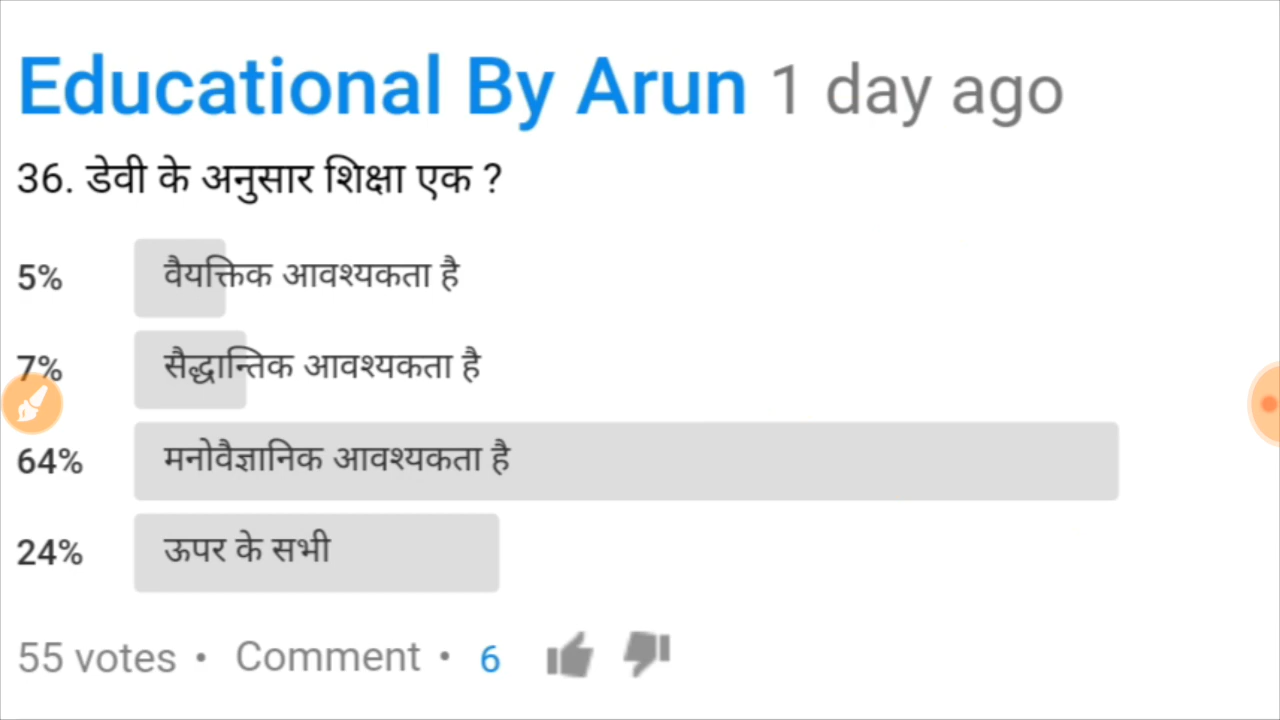 Educational By Arun 1 day ago
36. डेवी के अनुसार शिक्षा एक ?
5% वैयक्तिक आवश्यकता है
7% सैद्धान्तिक आवश्यकता है
64% मनोवैज्ञानिक आवश्यकता है
24% ऊपर के सभी
55 votes • Comment • 6